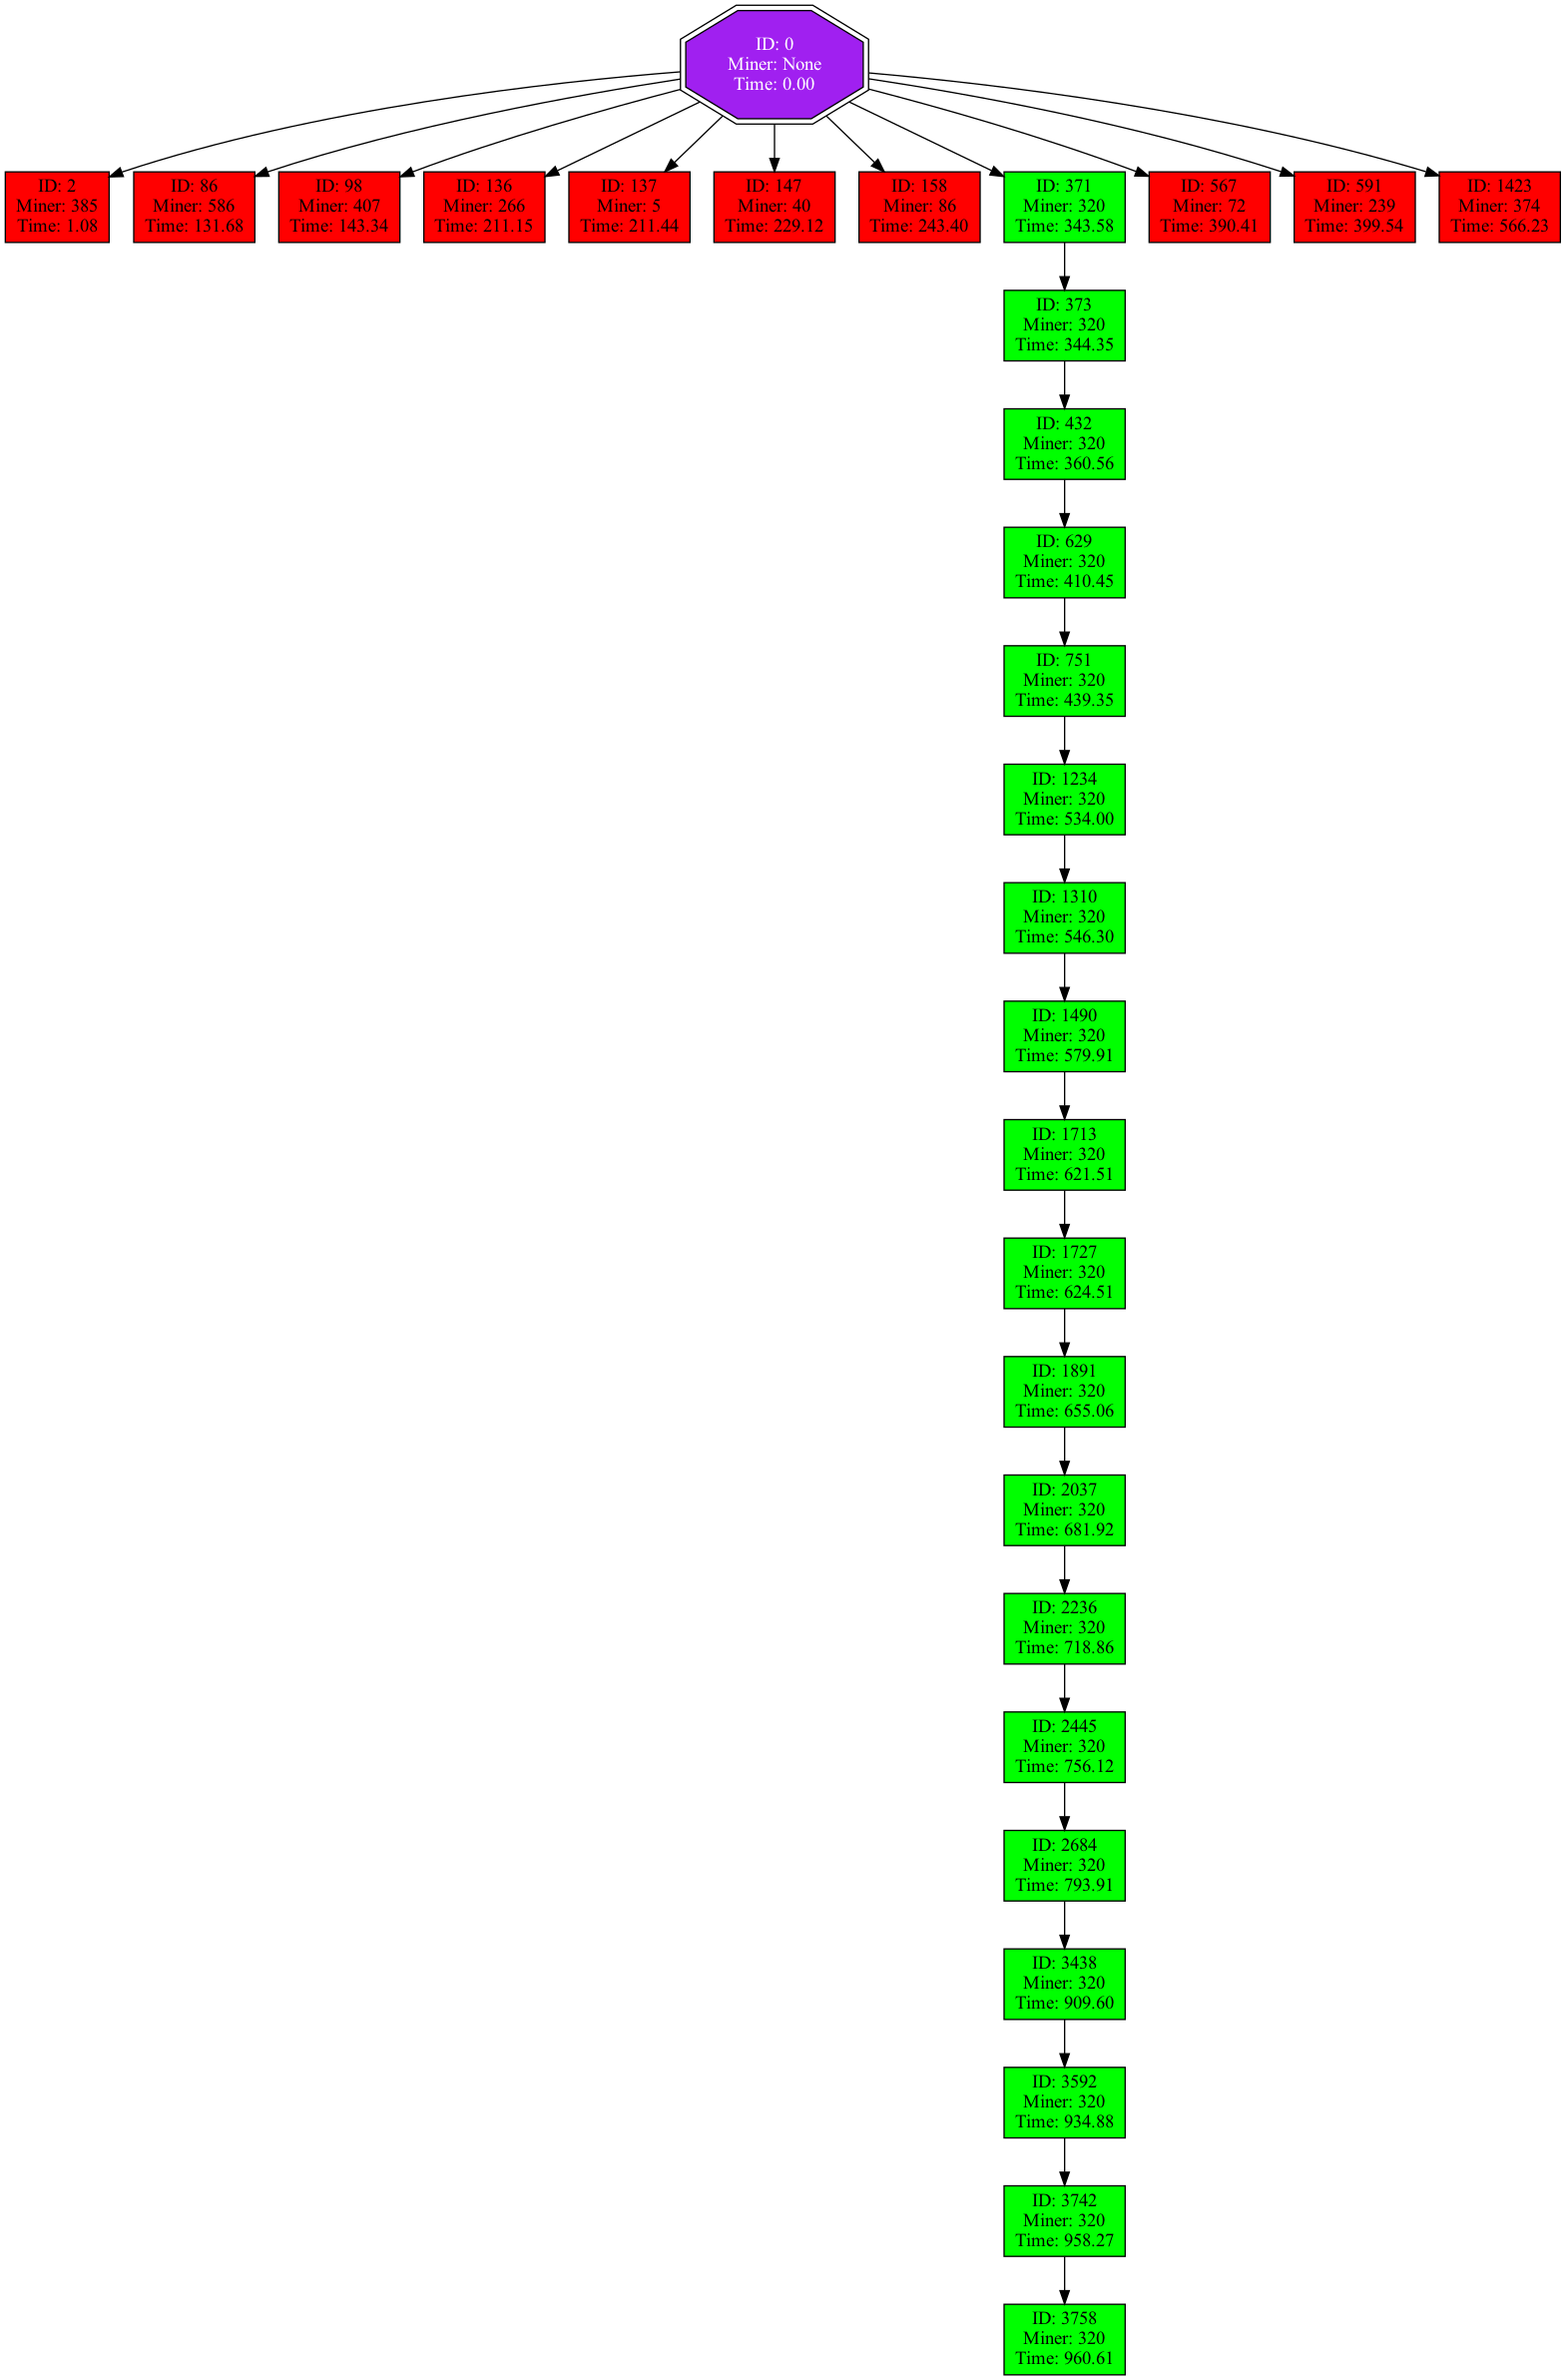 ID: 0
Miner: None
Time: 0.00
ID: 2
Miner: 385
Time: 1.08
ID: 86
Miner: 586
Time: 131.68
ID: 98
Miner: 407
Time: 143.34
ID: 136
Miner: 266
Time: 211.15
ID: 137
Miner: 5
Time: 211.44
ID: 147
Miner: 40
Time: 229.12
ID: 158
Miner: 86
Time: 243.40
ID: 371
Miner: 320
Time: 343.58
ID: 567
Miner: 72
Time: 390.41
ID: 591
Miner: 239
Time: 399.54
ID: 1423
Miner: 374
Time: 566.23
ID: 373
Miner: 320
Time: 344.35
ID: 432
Miner: 320
Time: 360.56
ID: 629
Miner: 320
Time: 410.45
ID: 751
Miner: 320
Time: 439.35
ID: 1234
Miner: 320
Time: 534.00
ID: 1310
Miner: 320
Time: 546.30
ID: 1490
Miner: 320
Time: 579.91
ID: 1713
Miner: 320
Time: 621.51
ID: 1727
Miner: 320
Time: 624.51
ID: 1891
Miner: 320
Time: 655.06
ID: 2037
Miner: 320
Time: 681.92
ID: 2236
Miner: 320
Time: 718.86
ID: 2445
Miner: 320
Time: 756.12
ID: 2684
Miner: 320
Time: 793.91
ID: 3438
Miner: 320
Time: 909.60
ID: 3592
Miner: 320
Time: 934.88
ID: 3742
Miner: 320
Time: 958.27
ID: 3758
Miner: 320
Time: 960.61